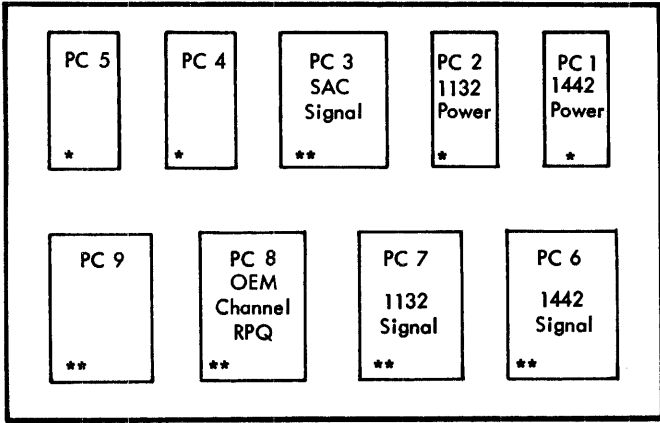 PC 5
*
PC 4
*
PC 3
SAC
Signal
**
PC 2
1132
Power
*
PC 1
1442
Power
*
PC 9
**
PC 8
OEM
Channel
RPQ
**
PC 7
1132
Signal
**
PC 6
1442
Signal
**